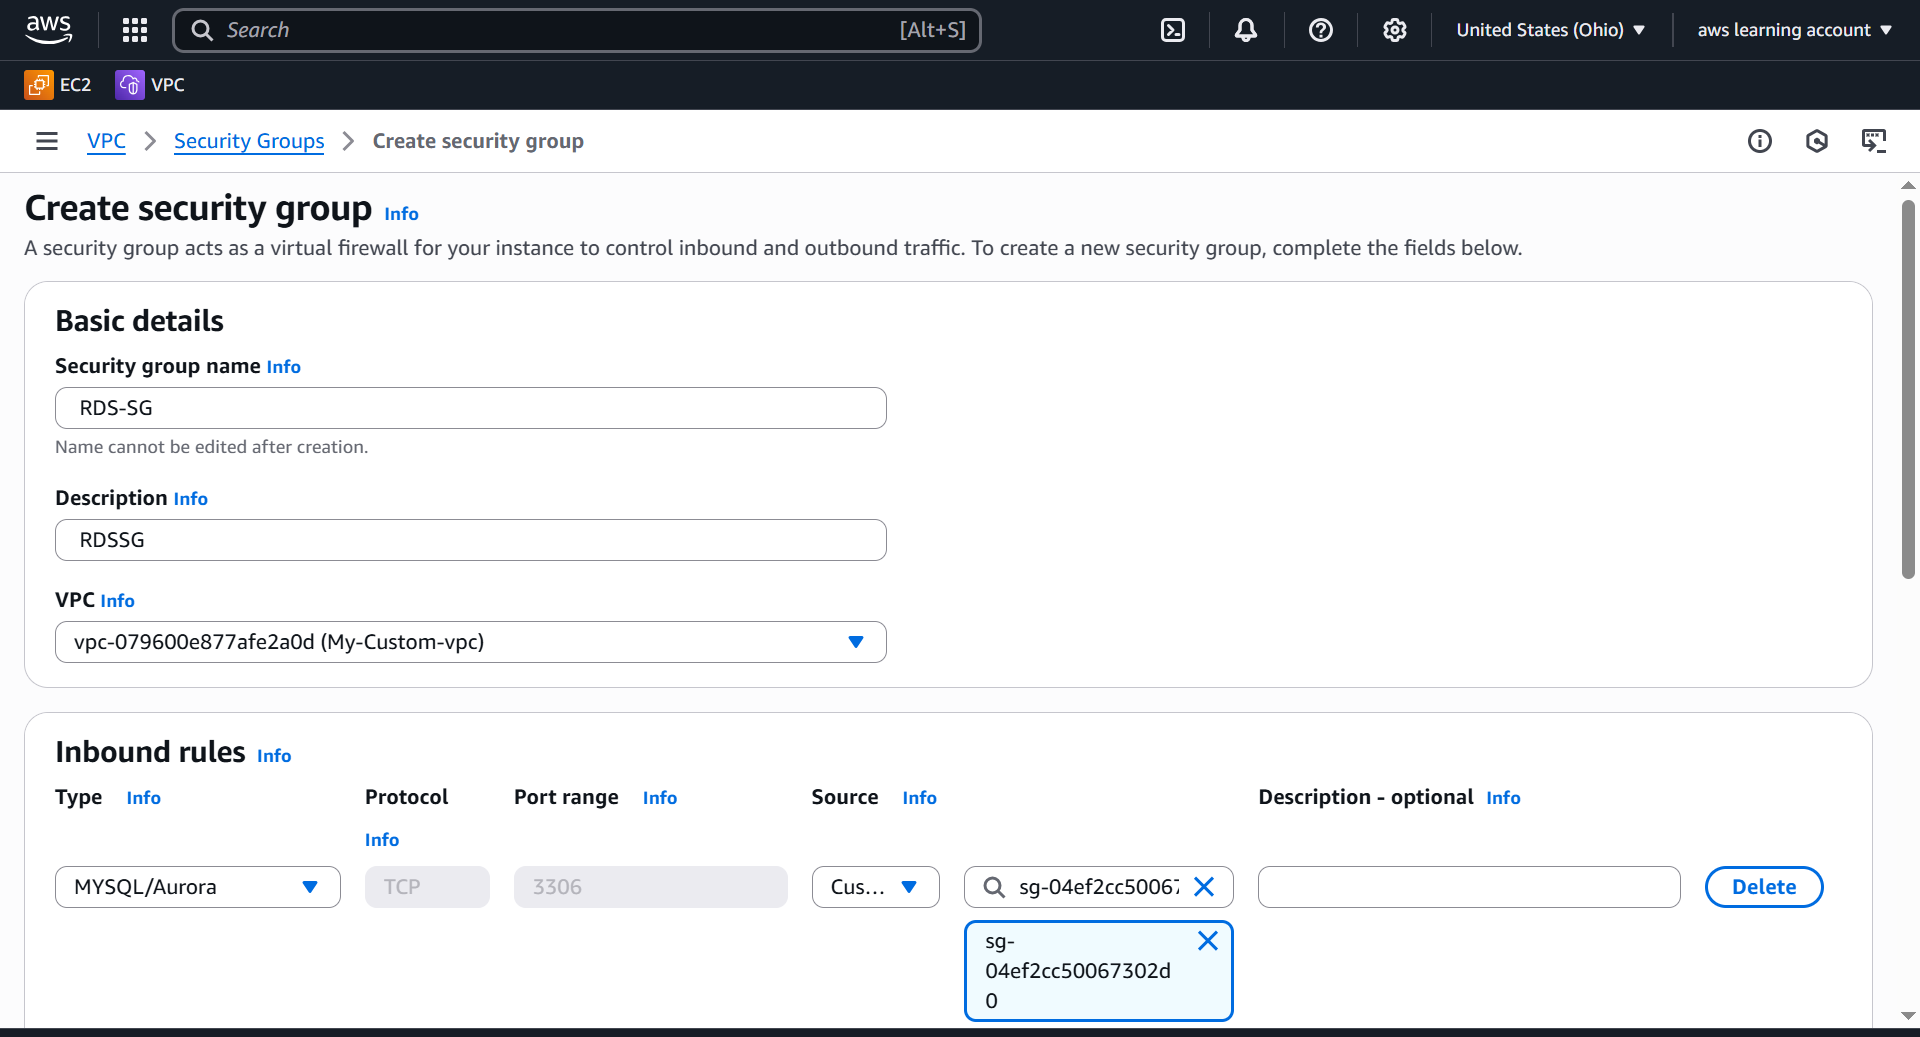 aws
Search [Alt+S]
United States (Ohio)
aws learning account
EC2 VPC
VPC Security Groups Create security group
Create security group Info
A security group acts as a virtual firewall for your instance to control inbound and outbound traffic. To create a new security group, complete the fields below.
Basic details
Security group name Info
RDS-SG
Name cannot be edited after creation.
Description Info
RDSSG
VPC Info
vpc-079600e877afe2a0d (My-Custom-vpc)
Inbound rules Info
Type Info Protocol Port range Info Source Info Description - optional Info
Info
MYSQL/Aurora TCP 3306 Cus... sg-04ef2cc50067 Delete
sg-
04ef2cc50067302d
0